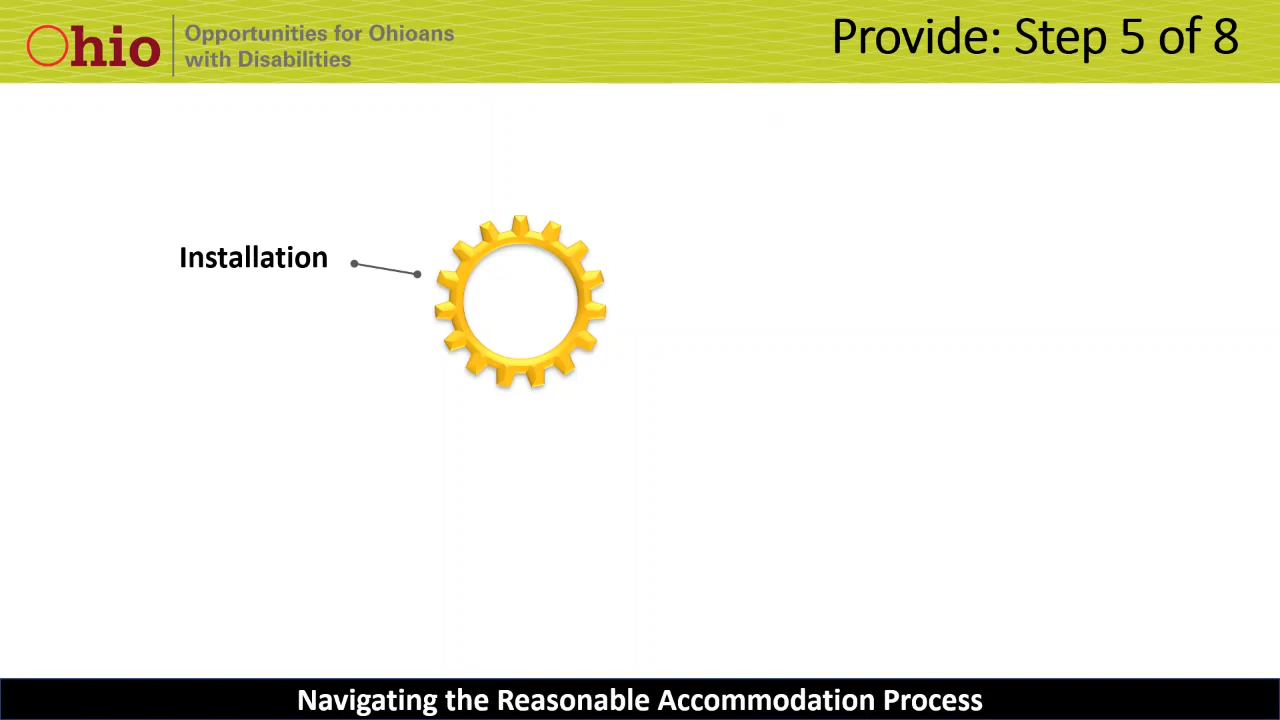 Ohio
Opportunities for Ohioans
with Disabilities
Provide: Step 5 of 8
Installation
Navigating the Reasonable Accommodation Process